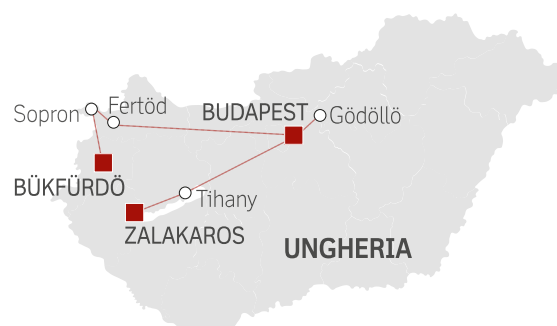 Fertöd
Sopron
BUDAPEST
Gödöllö
BÜKFÜRDÖ
Tihany
ZALAKAROS
UNGHERIA